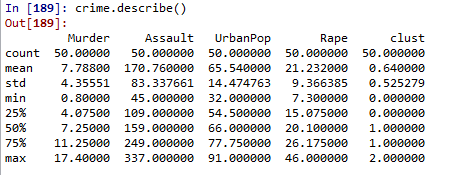 In [189]: crime.describe()
Out[189]:
Murder Assault UrbanPop Rape clust
count 50.00000 50.000000 50.000000 50.000000 50.000000
mean 7.78800 170.760000 65.540000 21.232000 0.640000
std 4.35551 83.337661 14.474763 9.366385 0.525279
min 0.80000 45.000000 32.000000 7.300000 0.000000
25% 4.07500 109.000000 54.500000 15.075000 0.000000
50% 7.25000 159.000000 66.000000 20.100000 1.000000
75% 11.25000 249.000000 77.750000 26.175000 1.000000
max 17.40000 337.000000 91.000000 46.000000 2.000000